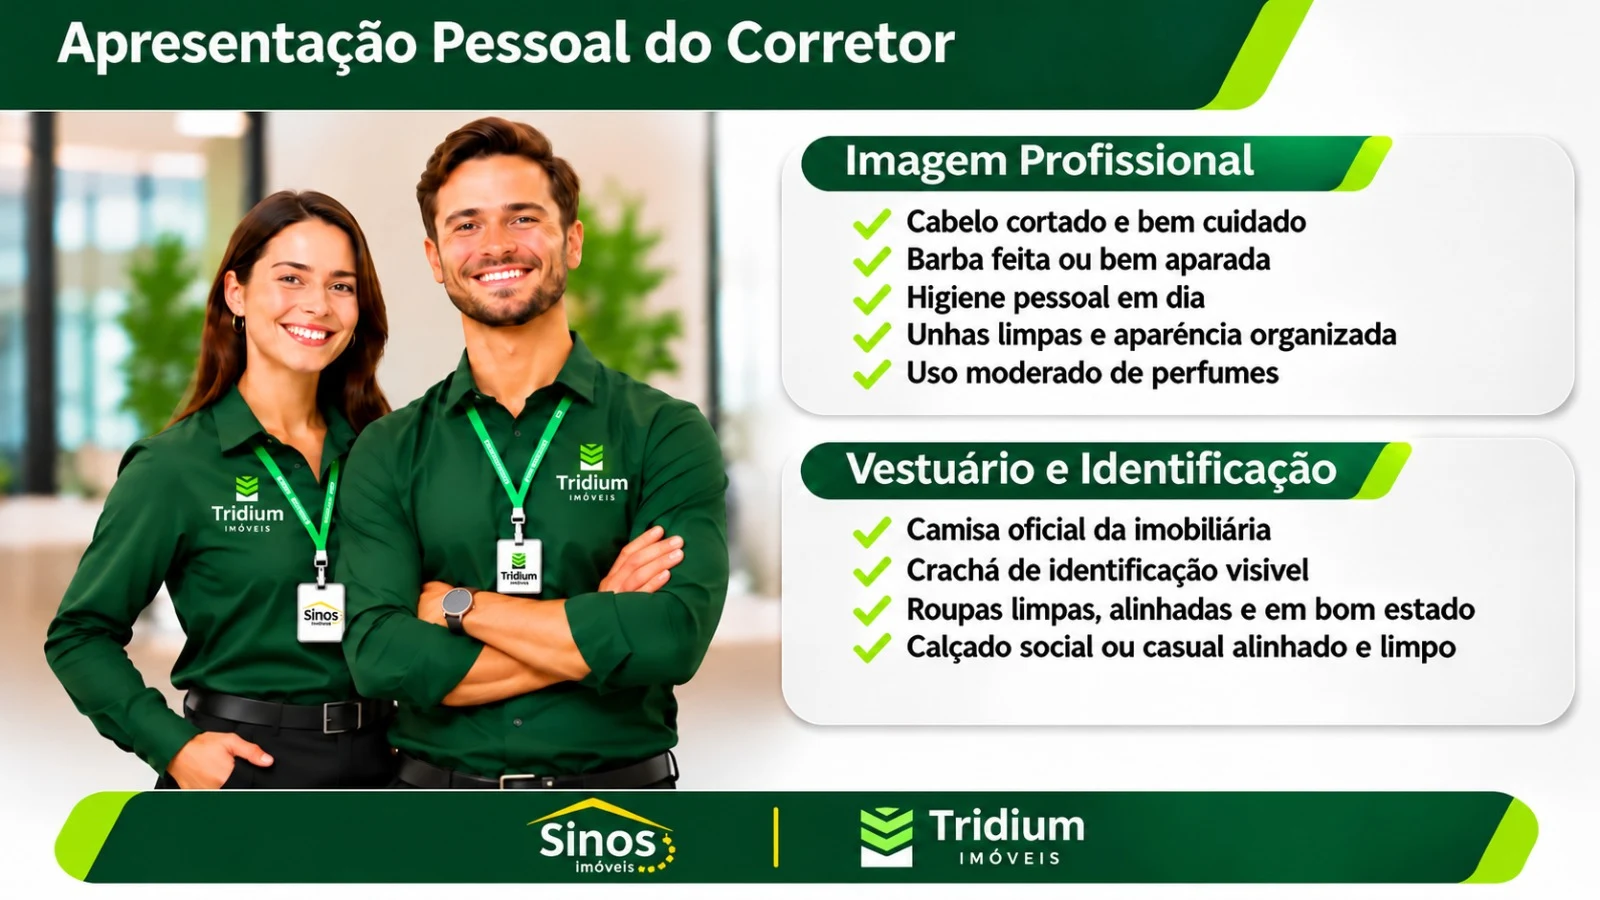 Apresentação Pessoal do Corretor
Imagem Profissional
Cabelo cortado e bem cuidado
Barba feita ou bem aparada
Higiene pessoal em dia
Unhas limpas e aparéncia organizada
Uso moderado de perfumes
Vestuário e Identificação
Camisa oficial da imobiliária
Crachá de identificação visivel
Roupas limpas, alinhadas e em bom estado
Calçado social ou casual alinhado e limpo
Tridium
IMÓVEIS
Tridium
IMÓVEIS
Sinos
Tridium
IMÓVEIS
Sinos
imóveis
Tridium
IMÓVEIS